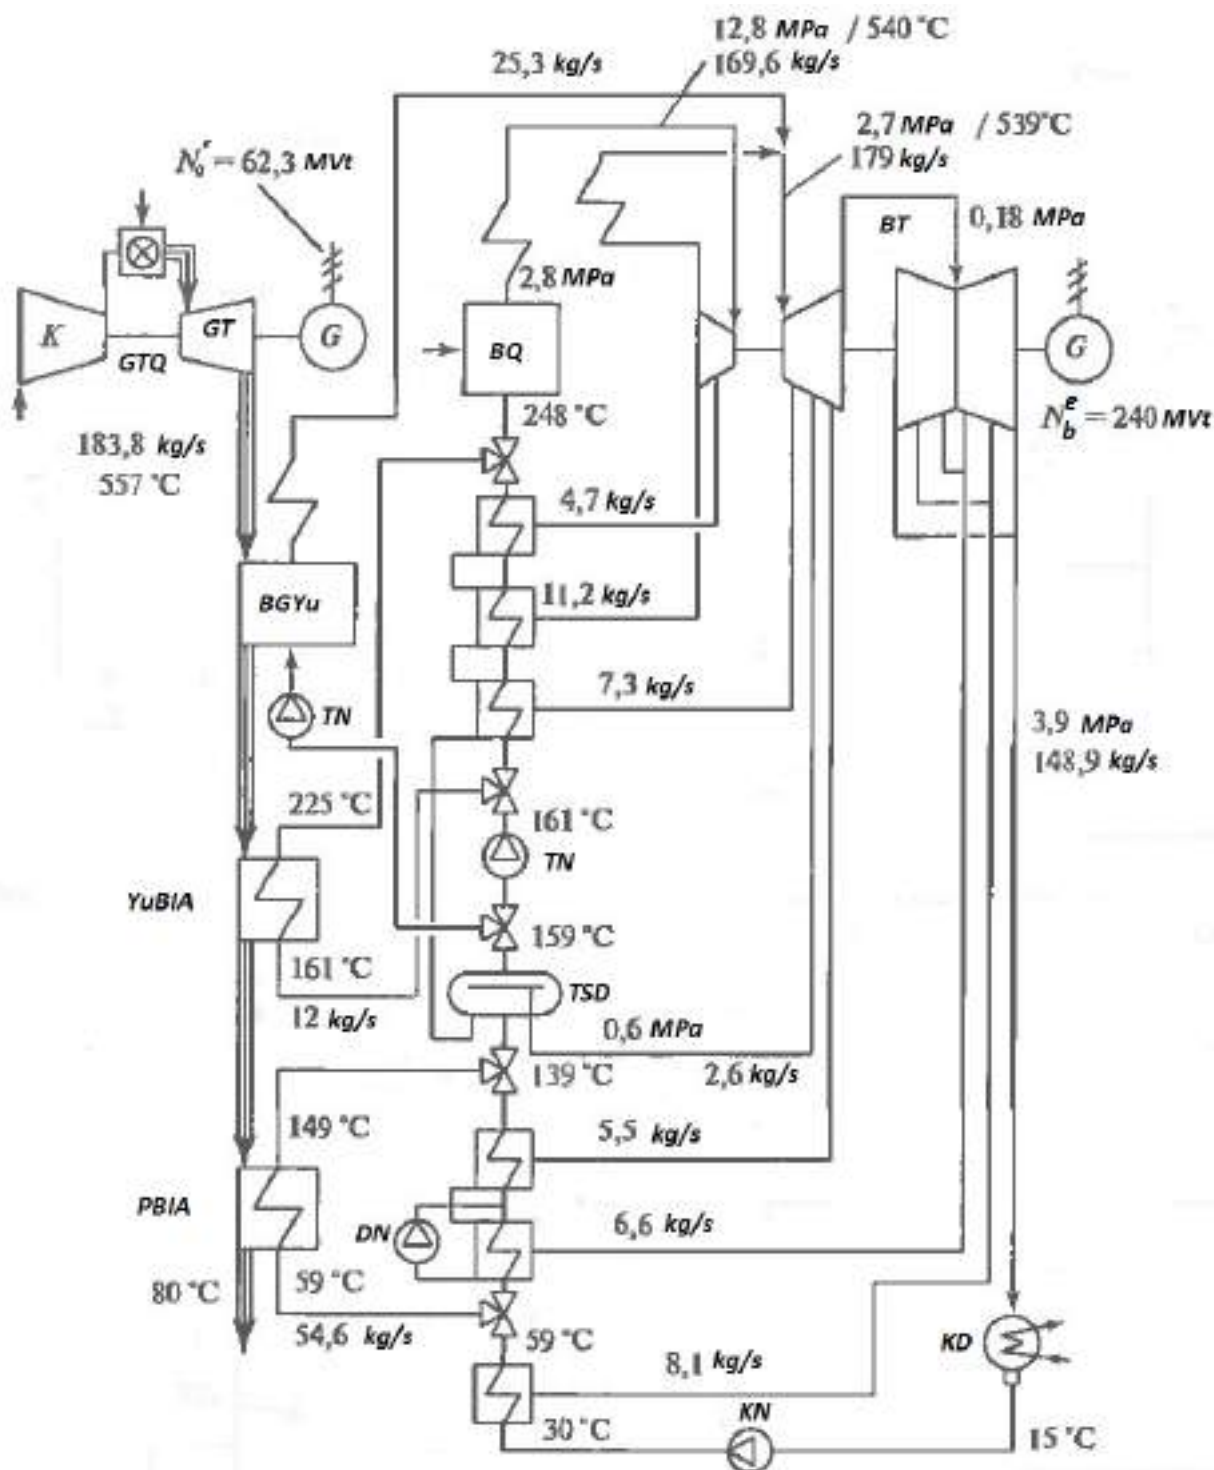 12,8 MPa / 540 °C
169,6 kg/s
25,3 kg/s
2,7 MPa / 539°C
179 kg/s
N₀ᵉ = 62,3 MVt
BT
0,18 MPa
2,8 MPa
K
GT
G
GTQ
BQ
G
N_b^e = 240 MVt
248 °C
183,8 kg/s
557 °C
4,7 kg/s
11,2 kg/s
BGYu
7,3 kg/s
TN
3,9 MPa
148,9 kg/s
225 °C
161 °C
TN
YuBIA
159 °C
161 °C
TSD
12 kg/s
0,6 MPa
139 °C
2,6 kg/s
149 °C
5,5 kg/s
PBIA
DN
6,6 kg/s
80 °C
59 °C
54,6 kg/s
59 °C
KD
8,1 kg/s
KN
30 °C
15 °C